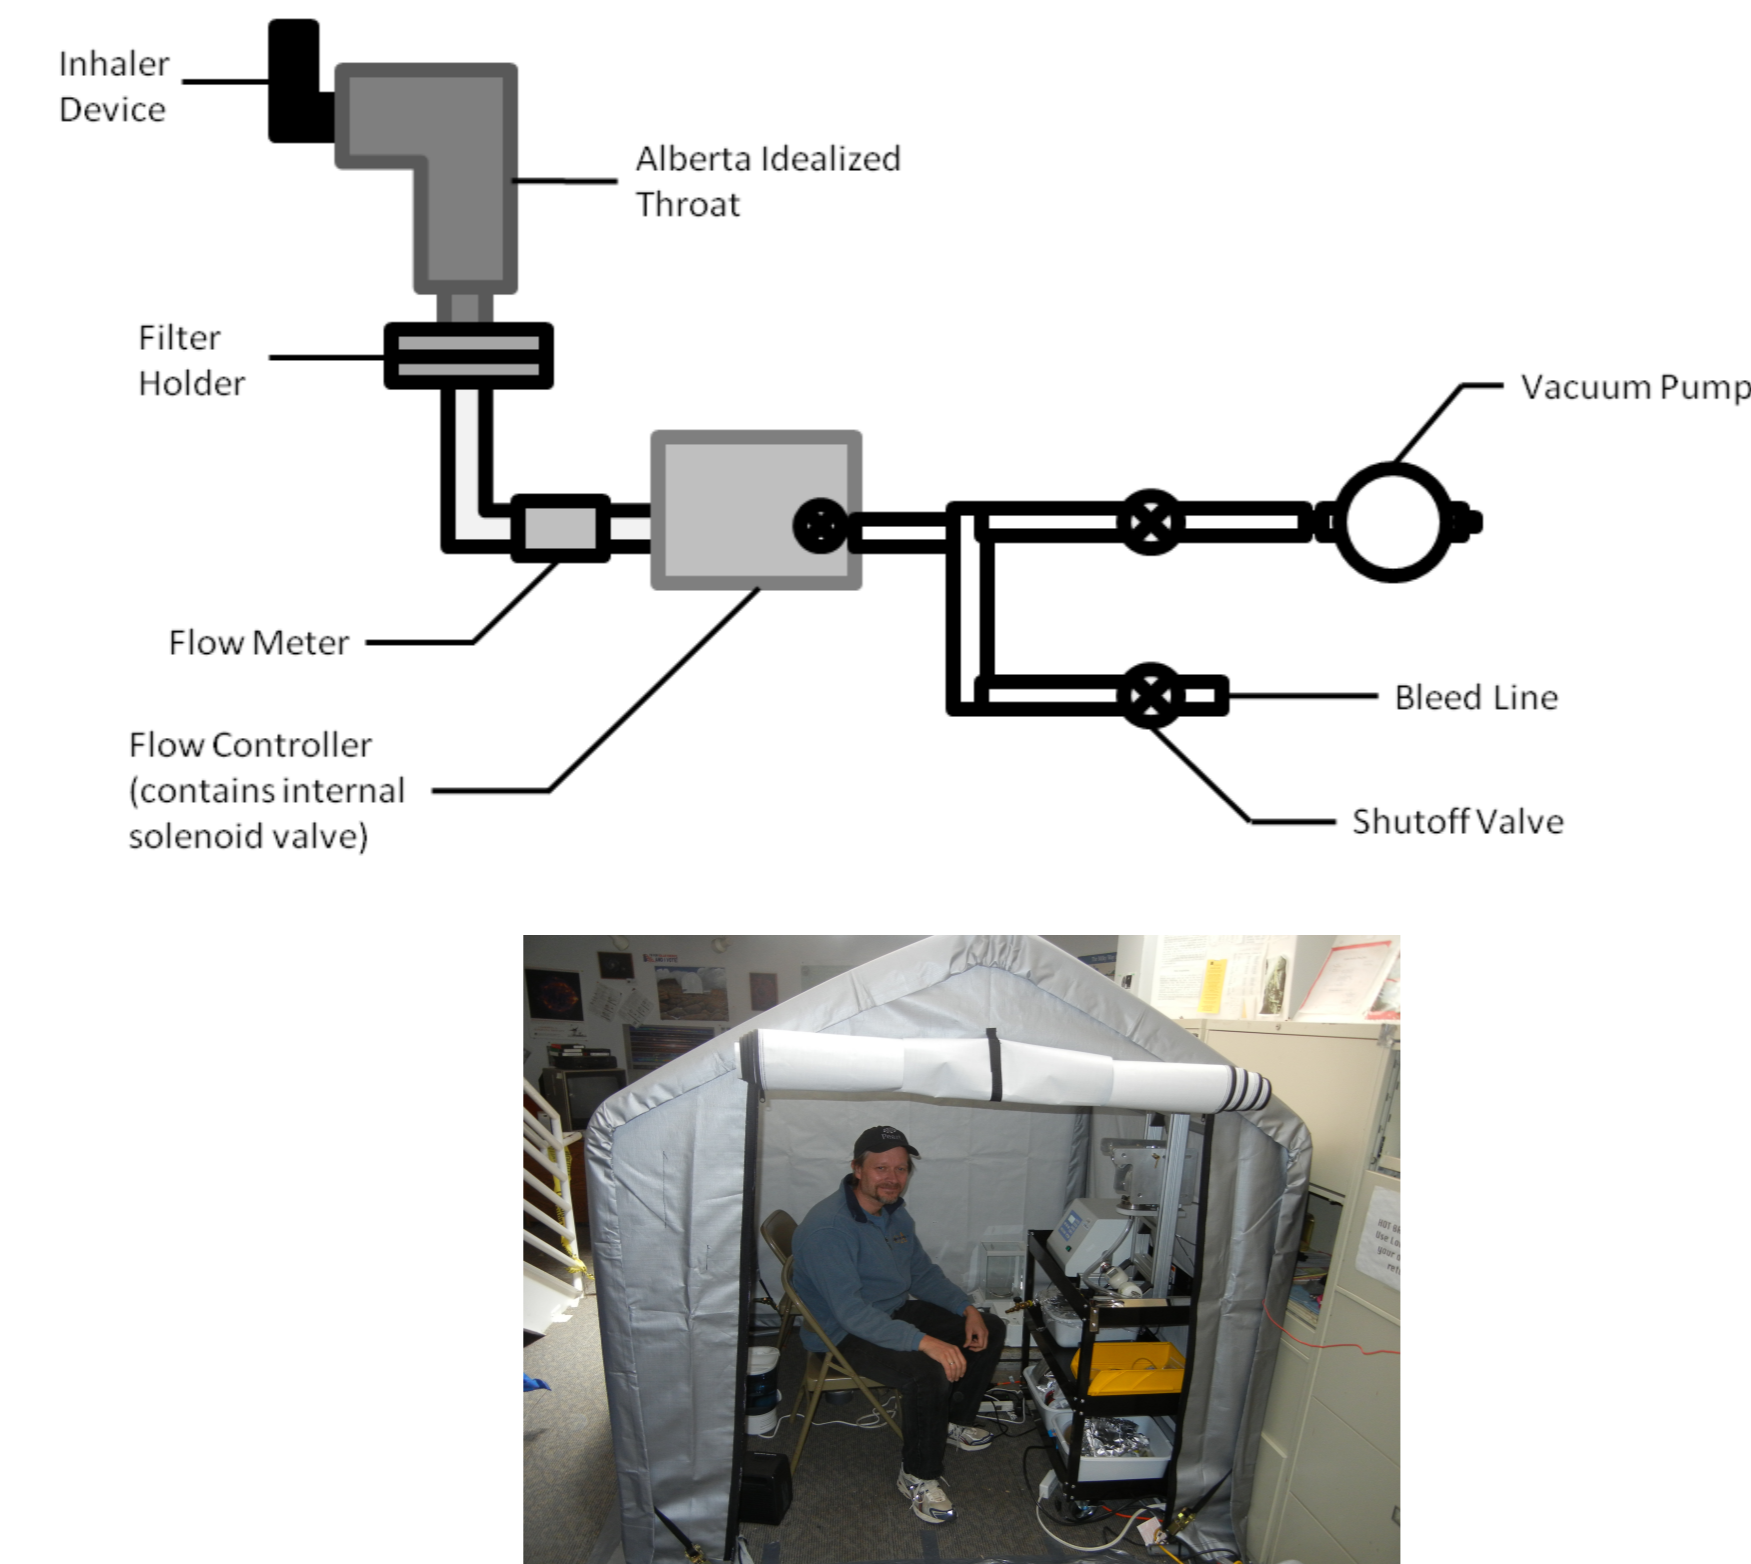 Inhaler
Device
Alberta Idealized
Throat
Filter
Holder
Vacuum Pump
Flow Meter
Bleed Line
Flow Controller
(contains internal
solenoid valve)
Shutoff Valve